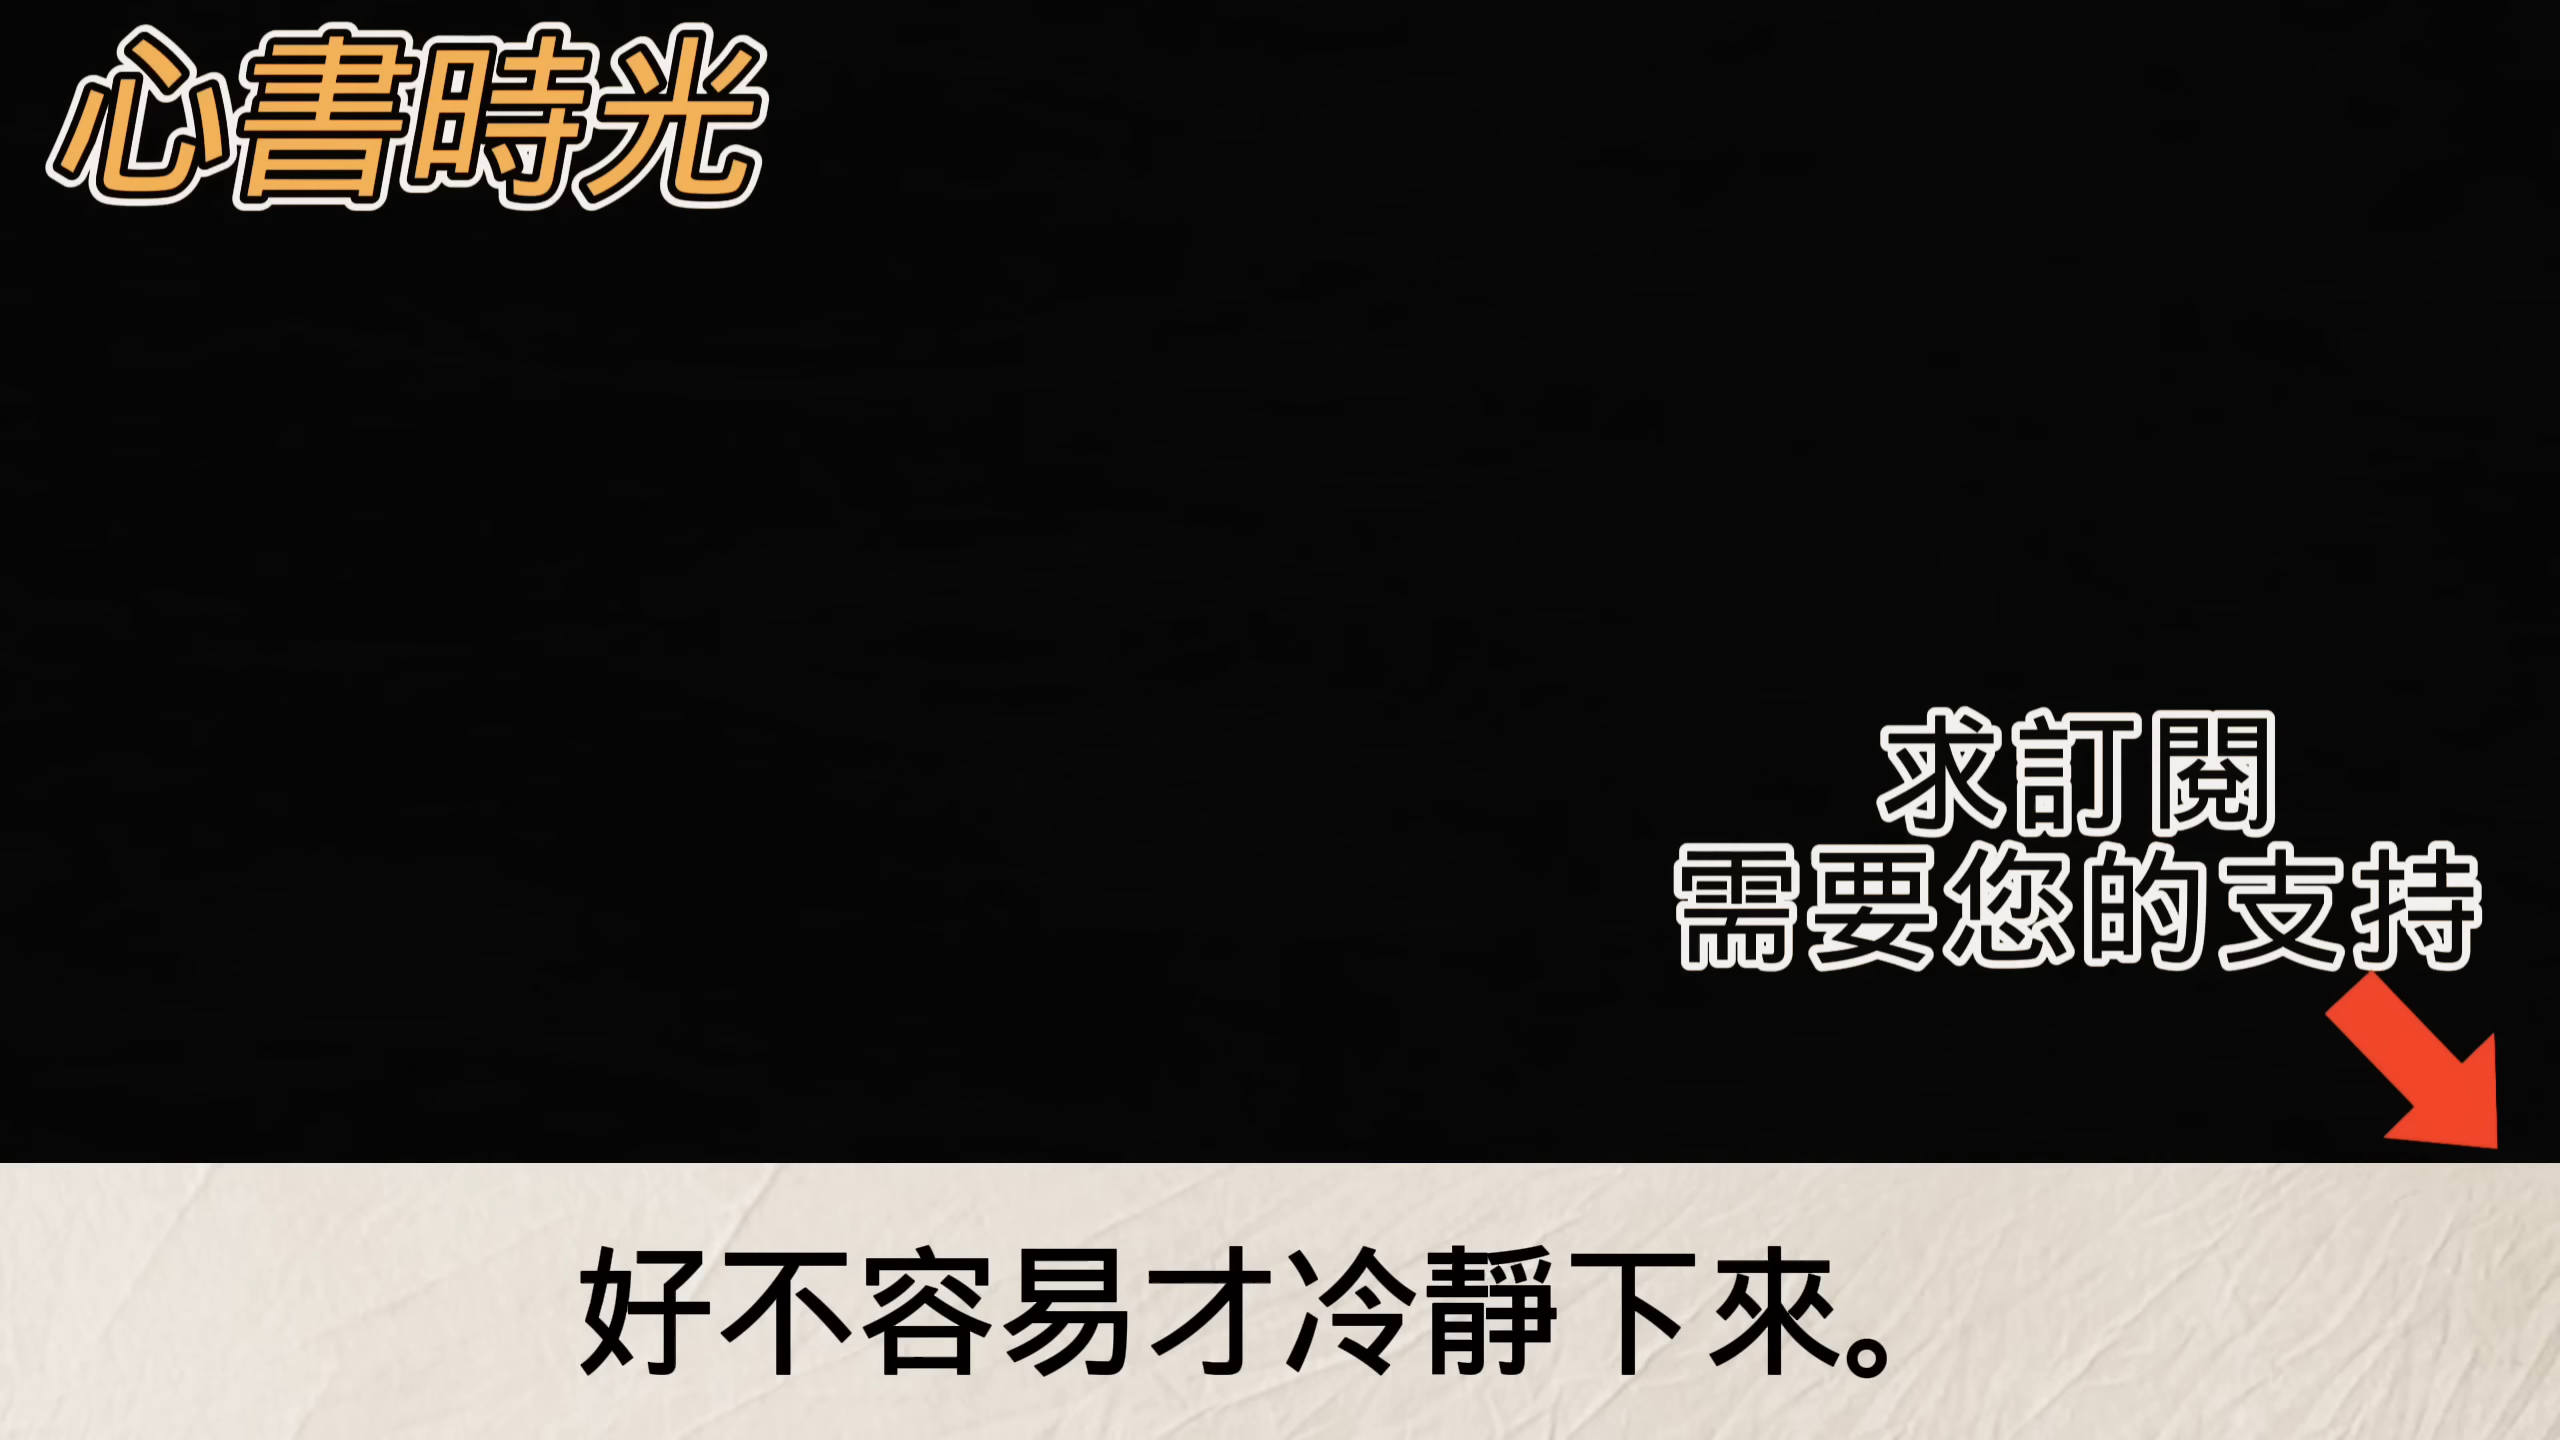 心書時光
求訂閱
需要您的支持
好不容易才冷靜下來。